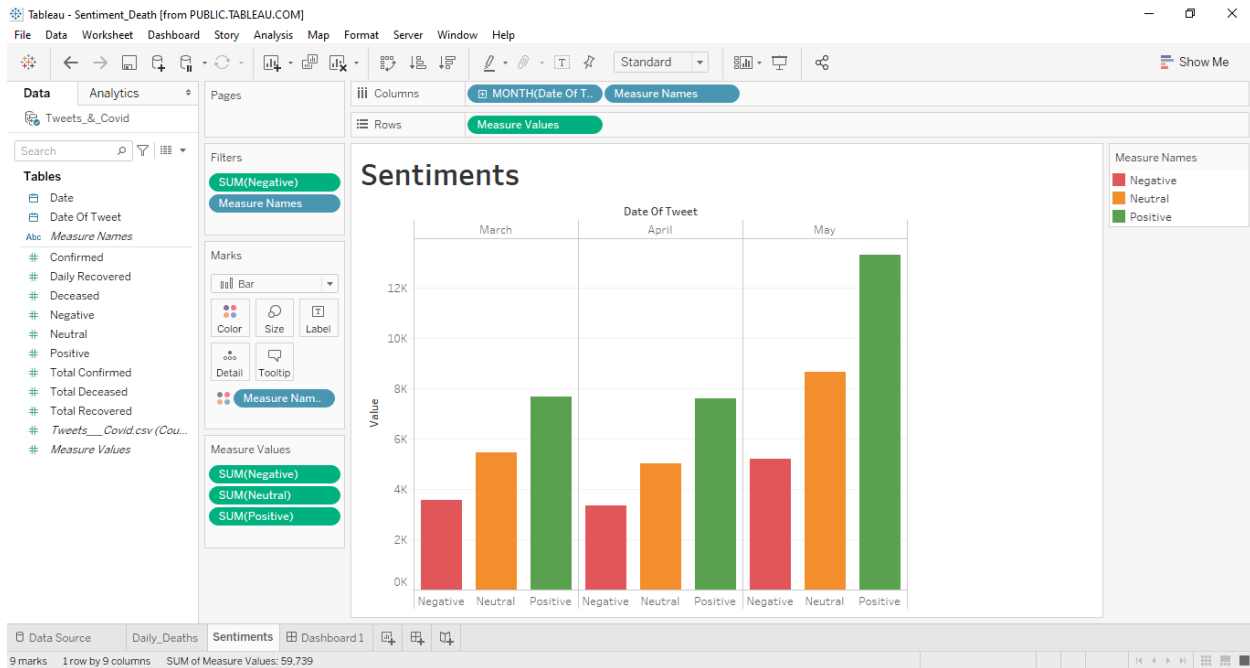 Tableau - Sentiment_Death [from PUBLIC.TABLEAU.COM]
File Data Worksheet Dashboard Story Analysis Map Format Server Window Help
Standard
Show Me
Data Analytics
Tweets_&_Covid
Search
Tables
Date
Date Of Tweet
Abc Measure Names
Confirmed
Daily Recovered
Deceased
Negative
Neutral
Positive
Total Confirmed
Total Deceased
Total Recovered
Tweets__Covid.csv (Cou...
Measure Values
Pages
Filters
SUM(Negative)
Measure Names
Marks
Bar
Color Size Label
Detail Tooltip
Measure Nam..
Measure Values
SUM(Negative)
SUM(Neutral)
SUM(Positive)
Columns MONTH(Date Of T.. Measure Names
Rows Measure Values
Sentiments
Date Of Tweet
March April May
12K
10K
8K
6K
4K
2K
0K
Value
Negative Neutral Positive Negative Neutral Positive Negative Neutral Positive
Measure Names
Negative
Neutral
Positive
Data Source Daily_Deaths Sentiments Dashboard 1
9 marks 1 row by 9 columns SUM of Measure Values: 59,739